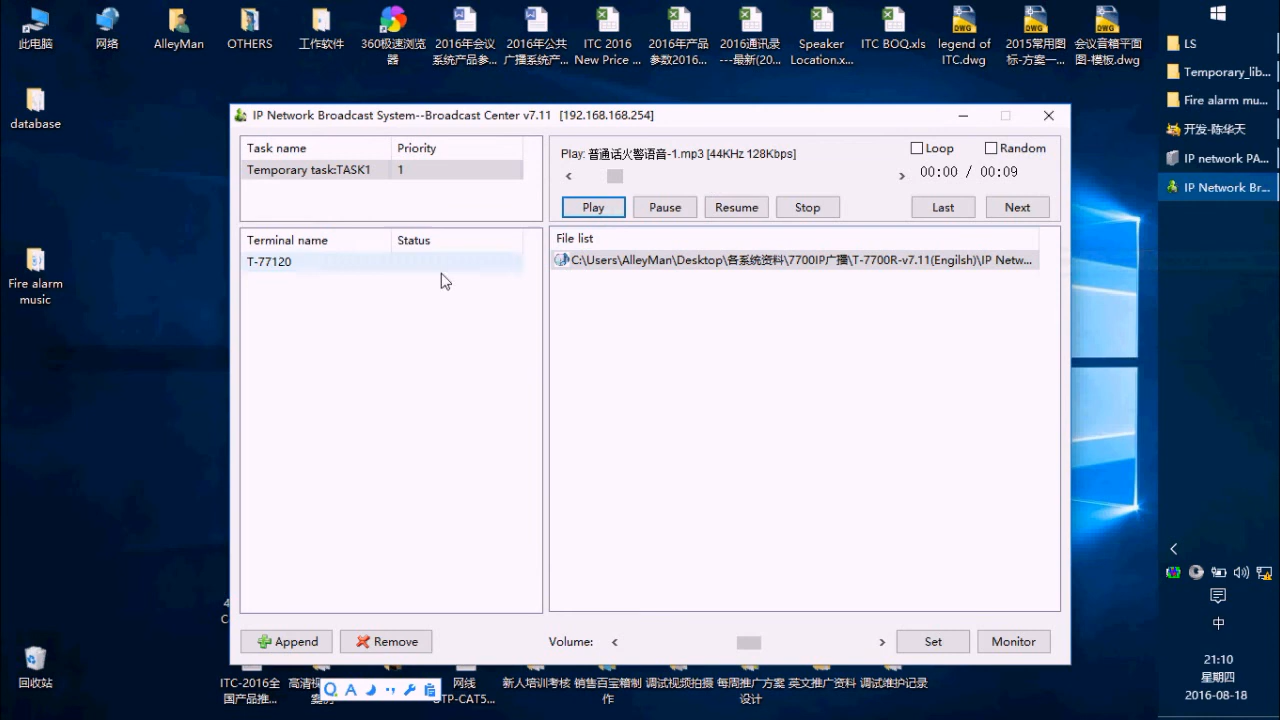 此电脑
网络
AlleyMan
OTHERS
工作软件
360极速浏览
器
2016年会议
系统产品参...
2016年公共
广播系统产...
ITC 2016
New Price ...
2016年产品
参数2016...
2016通讯录
---最新(20...
Speaker
Location.x...
ITC BOQ.xls
legend of
ITC.dwg
2015常用图
标-方案一...
会议音箱平面
图-模板.dwg
database
Fire alarm
music
回收站
IP Network Broadcast System--Broadcast Center v7.11 [192.168.168.254]
Task name Priority
Temporary task:TASK1 1
Play: 普通话火警语音-1.mp3 [44KHz 128Kbps]
Loop Random
00:00 / 00:09
Play Pause Resume Stop Last Next
Terminal name Status
T-77120
File list
C:\Users\AlleyMan\Desktop\各系统资料\7700IP广播\T-7700R-v7.11(Engilsh)\IP Netw...
Append Remove
Volume:
Set Monitor
ITC-2016全
国产品推...
网线
UTP-CAT5...
新人培训考核
销售百宝箱制
作
调试视频拍摄
每周推广方案
设计
英文推广资料
调试维护记录
LS
Temporary_lib...
Fire alarm mu...
开发-陈华天
IP network PA...
IP Network Br...
中
21:10
星期四
2016-08-18